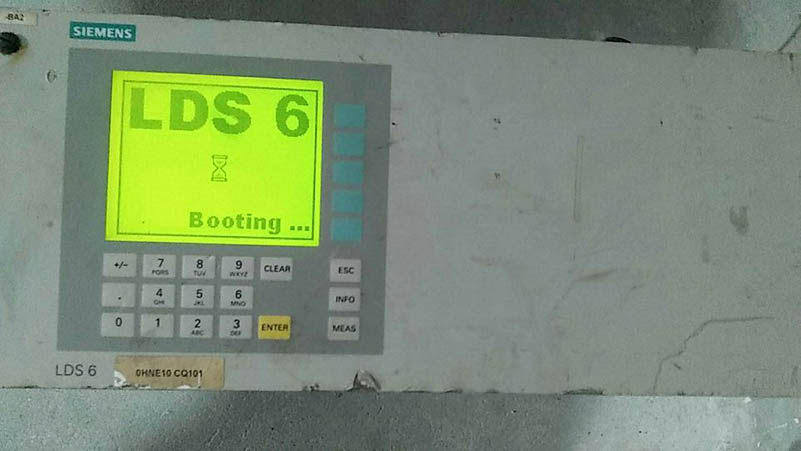 -BA2
SIEMENS
LDS 6
Booting ...
+/- 7 PQRS 8 TUV 9 WXYZ CLEAR ESC
. 4 GHI 5 JKL 6 MNO INFO
0 1 2 ABC 3 DEF ENTER MEAS
LDS 6 0HNE10 CQ101